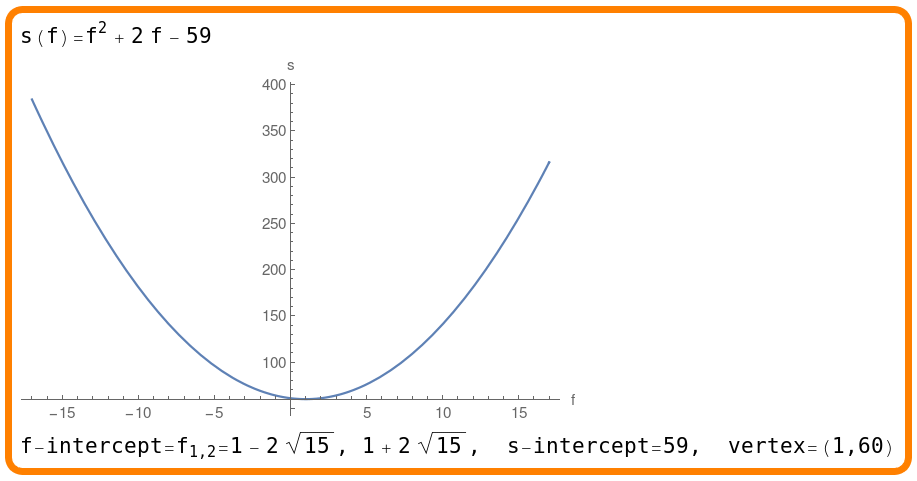 s(f)=f² + 2 f - 59
s
400
350
300
250
200
150
100
-15 -10 -5 5 10 15 f
f-intercept=f₁,₂=1 - 2 √15, 1 + 2 √15, s-intercept=59, vertex=(1,60)